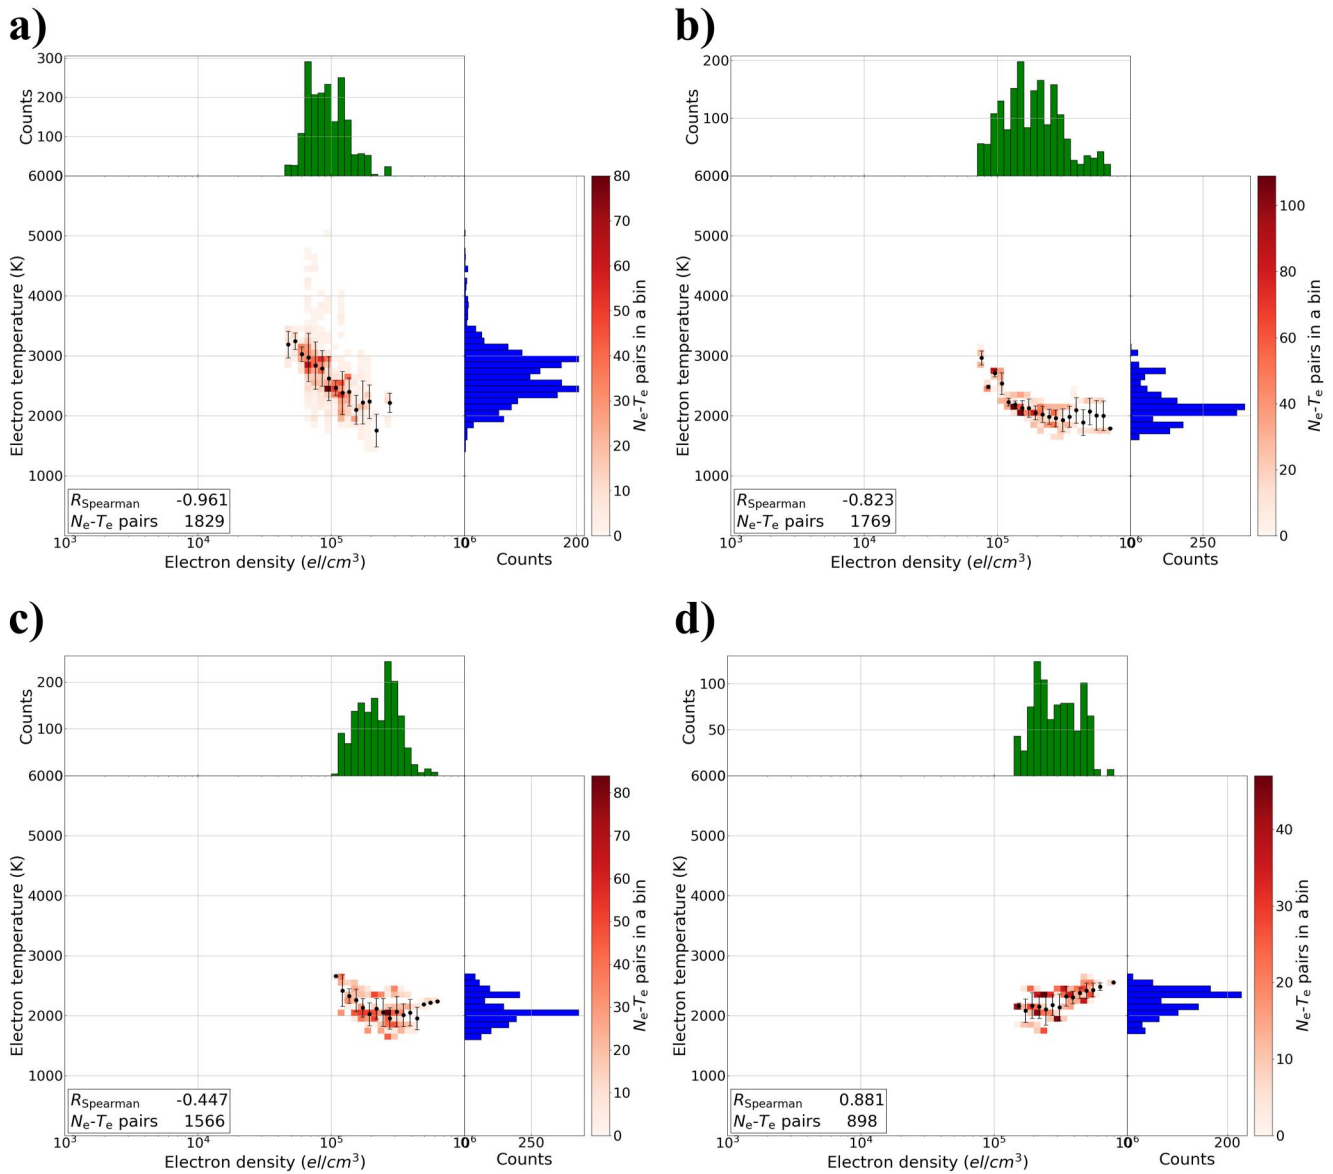 a)
300
200
100
0
Counts
6000
5000
4000
3000
2000
1000
Electron temperature (K)
R_Spearman -0.961
N_e-T_e pairs 1829
10^3 10^4 10^5 10^6
Electron density (el/cm^3)
0 200
Counts
80
70
60
50
40
30
20
10
0
N_e-T_e pairs in a bin
b)
200
100
0
Counts
6000
5000
4000
3000
2000
1000
Electron temperature (K)
R_Spearman -0.823
N_e-T_e pairs 1769
10^3 10^4 10^5 10^6
Electron density (el/cm^3)
0 250
Counts
100
80
60
40
20
0
N_e-T_e pairs in a bin
c)
200
100
0
Counts
6000
5000
4000
3000
2000
1000
Electron temperature (K)
R_Spearman -0.447
N_e-T_e pairs 1566
10^3 10^4 10^5 10^6
Electron density (el/cm^3)
0 250
Counts
80
70
60
50
40
30
20
10
0
N_e-T_e pairs in a bin
d)
100
50
0
Counts
6000
5000
4000
3000
2000
1000
Electron temperature (K)
R_Spearman 0.881
N_e-T_e pairs 898
10^3 10^4 10^5 10^6
Electron density (el/cm^3)
0 200
Counts
40
30
20
10
0
N_e-T_e pairs in a bin